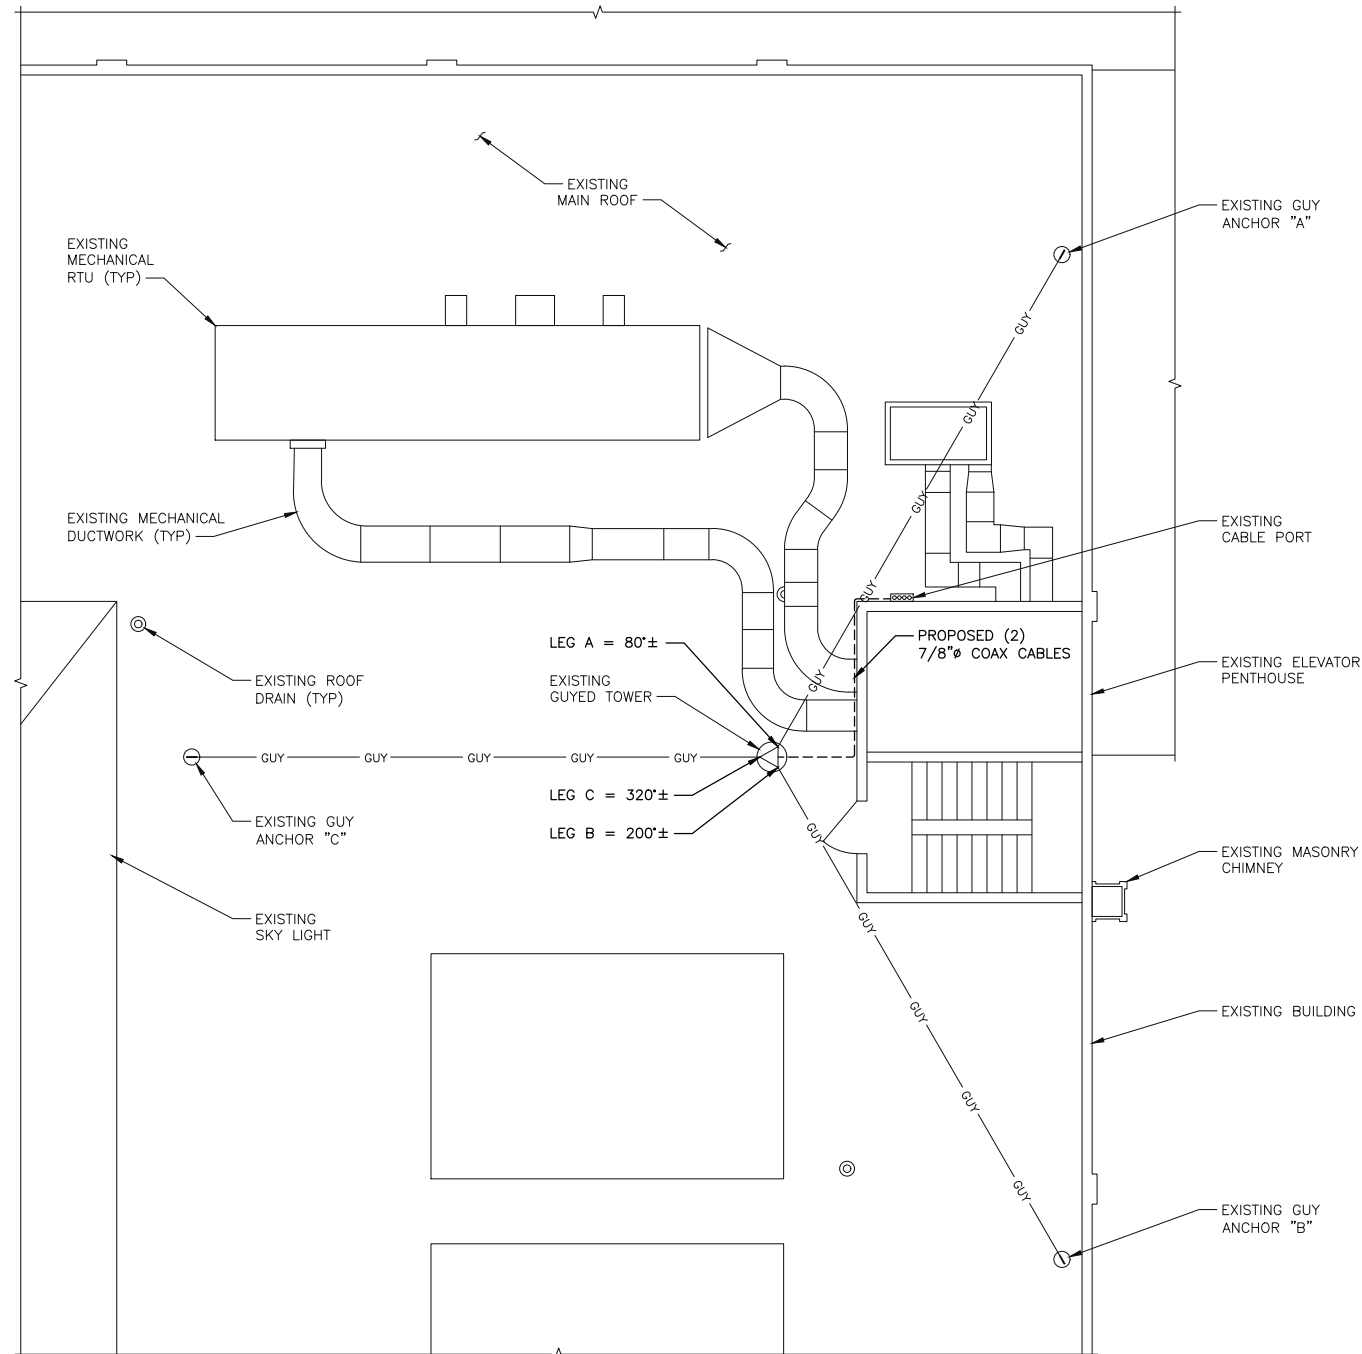 EXISTING
MAIN ROOF
EXISTING GUY
ANCHOR "A"
EXISTING
MECHANICAL
RTU (TYP)
GUY
GUY
GUY
EXISTING MECHANICAL
DUCTWORK (TYP)
EXISTING
CABLE PORT
GUY
PROPOSED (2)
7/8"ø COAX CABLES
LEG A = 80°±
EXISTING
GUYED TOWER
EXISTING ROOF
DRAIN (TYP)
GUY
EXISTING ELEVATOR
PENTHOUSE
GUY
GUY
GUY
GUY
GUY
LEG C = 320°±
LEG B = 200°±
EXISTING GUY
ANCHOR "C"
GUY
EXISTING MASONRY
CHIMNEY
EXISTING
SKY LIGHT
GUY
GUY
EXISTING BUILDING
GUY
GUY
EXISTING GUY
ANCHOR "B"